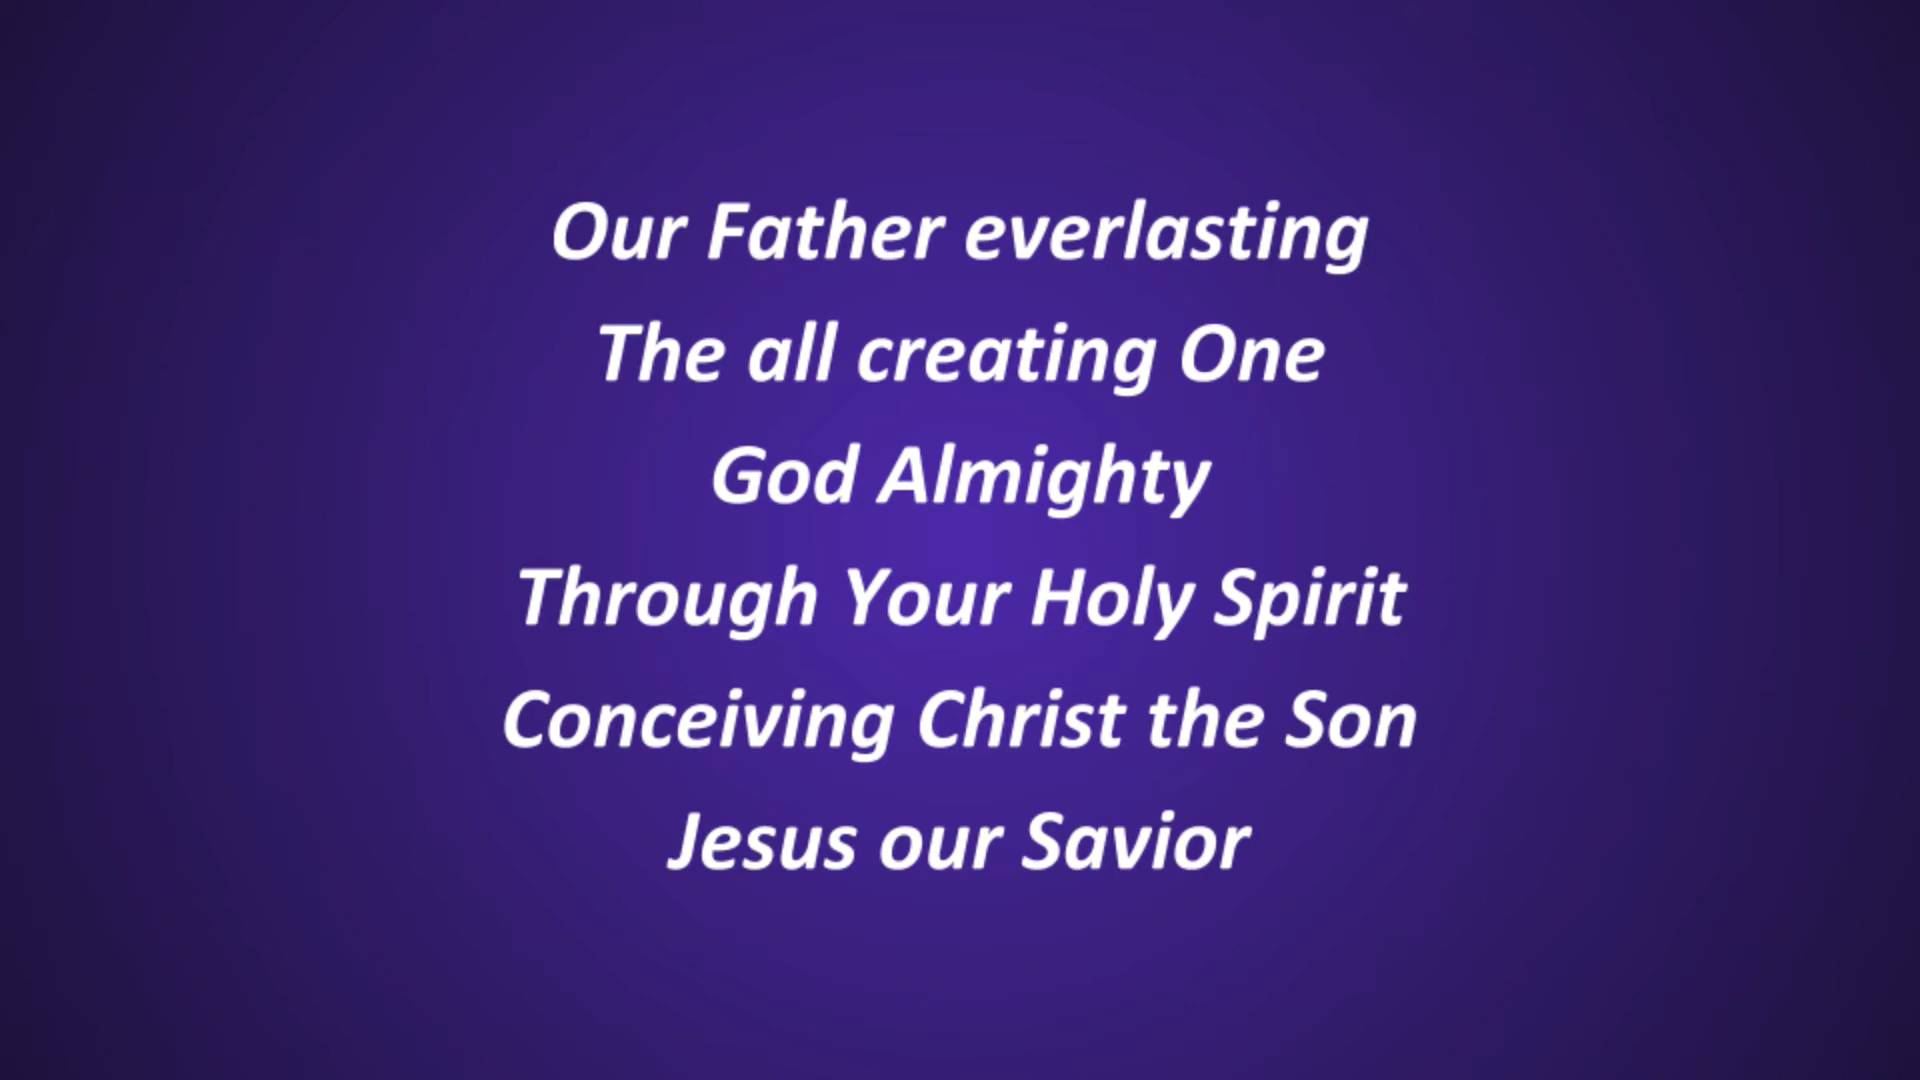 Our Father everlasting
The all creating One
God Almighty
Through Your Holy Spirit
Conceiving Christ the Son
Jesus our Savior